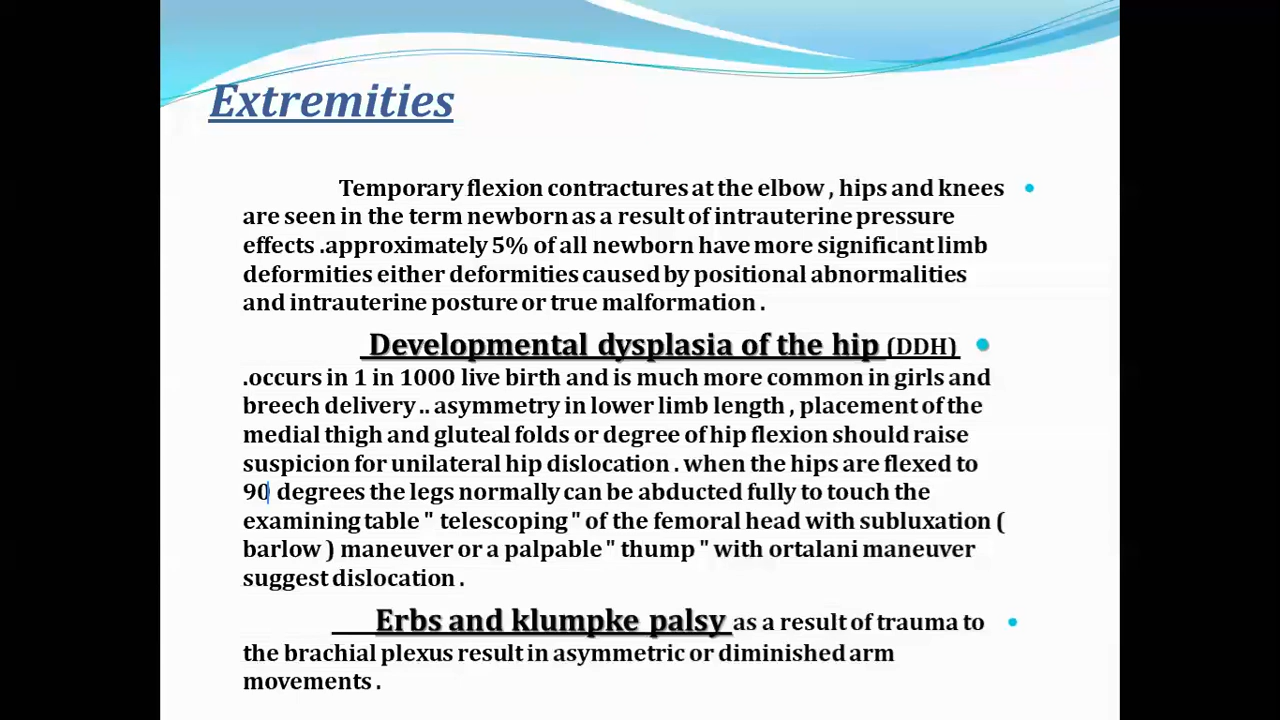 Extremities
Temporary flexion contractures at the elbow , hips and knees
are seen in the term newborn as a result of intrauterine pressure
effects .approximately 5% of all newborn have more significant limb
deformities either deformities caused by positional abnormalities
and intrauterine posture or true malformation .
Developmental dysplasia of the hip (DDH)
.occurs in 1 in 1000 live birth and is much more common in girls and
breech delivery .. asymmetry in lower limb length , placement of the
medial thigh and gluteal folds or degree of hip flexion should raise
suspicion for unilateral hip dislocation . when the hips are flexed to
90 degrees the legs normally can be abducted fully to touch the
examining table " telescoping " of the femoral head with subluxation (
barlow ) maneuver or a palpable " thump " with ortalani maneuver
suggest dislocation .
Erbs and klumpke palsy as a result of trauma to
the brachial plexus result in asymmetric or diminished arm
movements .